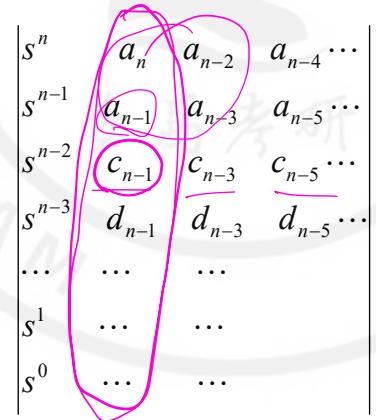 s^n a_n a_{n-2} a_{n-4} ⋯
s^{n-1} a_{n-1} a_{n-3} a_{n-5} ⋯
s^{n-2} c_{n-1} c_{n-3} c_{n-5} ⋯
s^{n-3} d_{n-1} d_{n-3} d_{n-5} ⋯
⋯ ⋯ ⋯
s^1 ⋯ ⋯
s^0 ⋯ ⋯